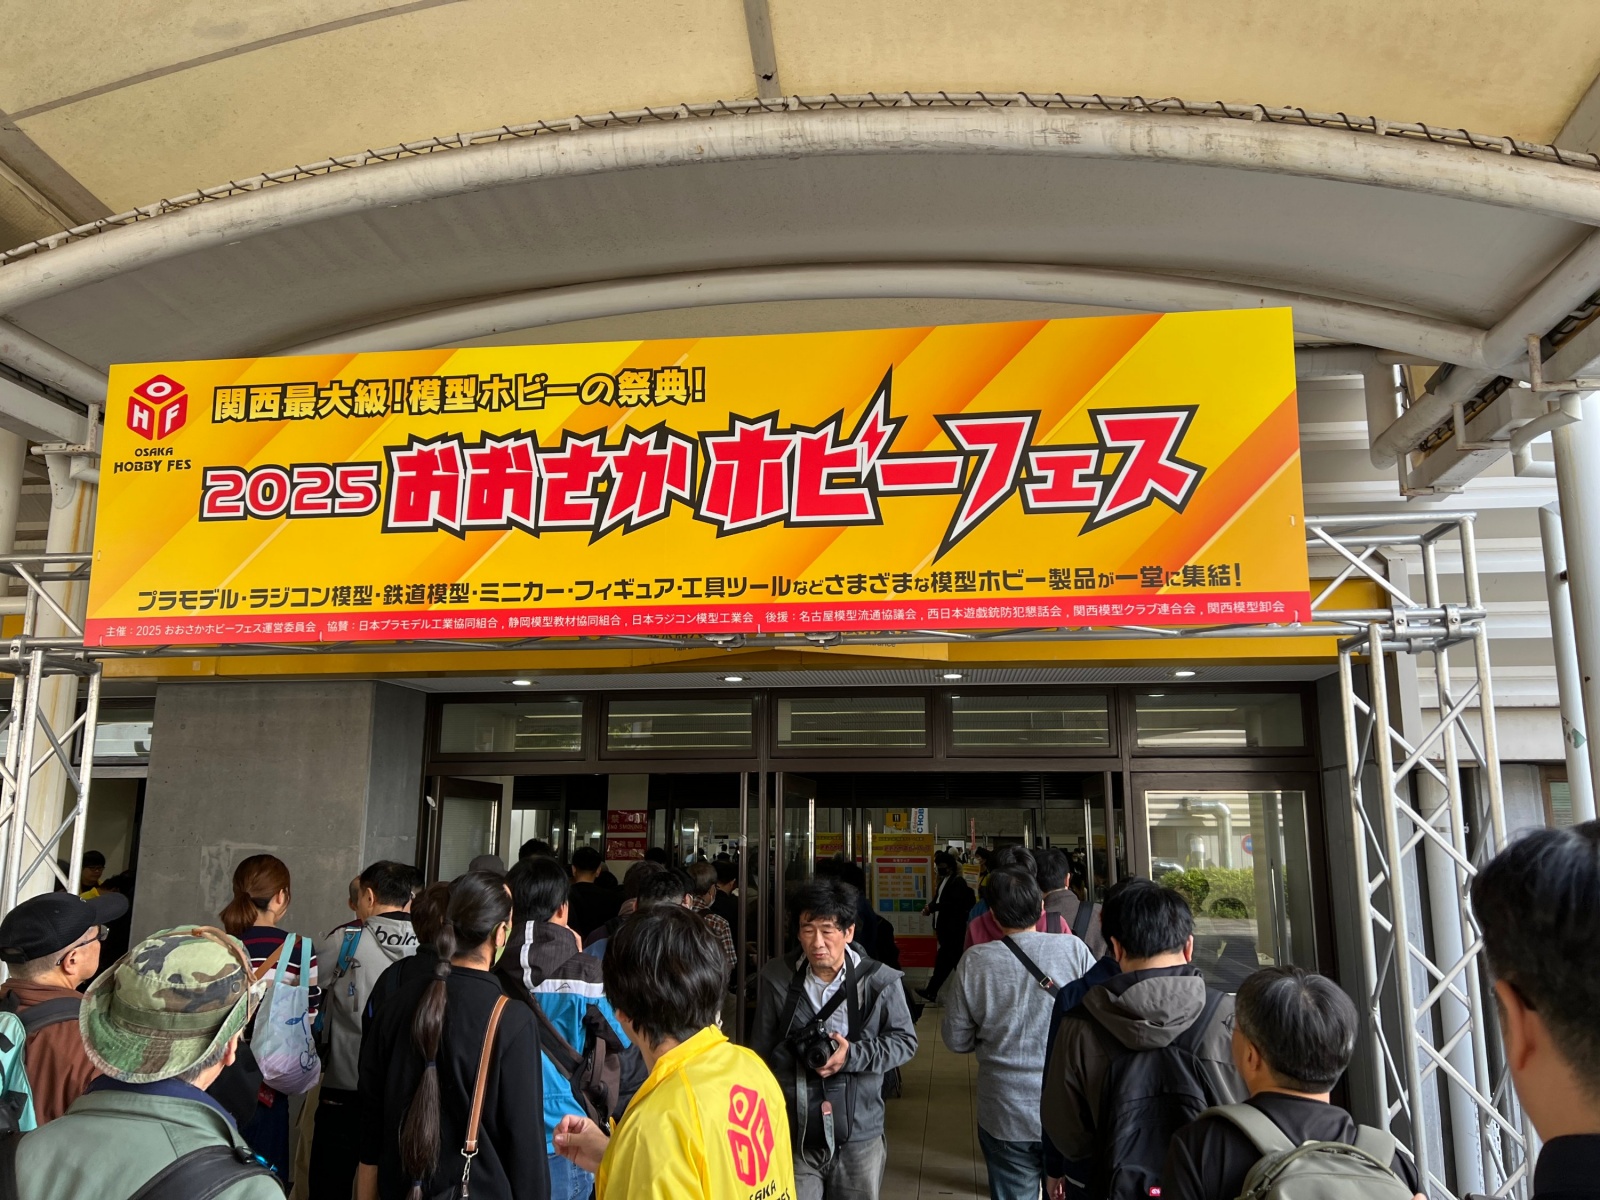 OHF
OSAKA
HOBBY FES
関西最大級!模型ホビーの祭典!
2025 おおさかホビーフェス
プラモデル・ラジコン模型・鉄道模型・ミニカー・フィギュア・工具ツールなどさまざまな模型ホビー製品が一堂に集結!
主催:2025 おおさかホビーフェス運営委員会 協賛:日本プラモデル工業協同組合, 静岡模型教材協同組合, 日本ラジコン模型工業会 後援:名古屋模型流通協議会, 西日本遊戯銃防犯懇話会, 関西模型クラブ連合会, 関西模型卸会
OHF